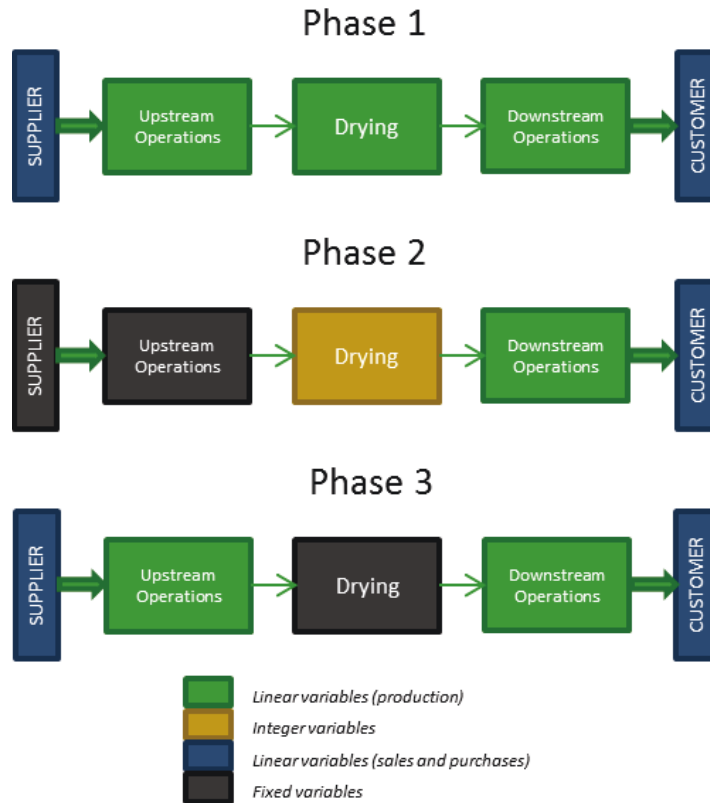 Phase 1
SUPPLIER
Upstream
Operations
Drying
Downstream
Operations
CUSTOMER
Phase 2
SUPPLIER
Upstream
Operations
Drying
Downstream
Operations
CUSTOMER
Phase 3
SUPPLIER
Upstream
Operations
Drying
Downstream
Operations
CUSTOMER
Linear variables (production)
Integer variables
Linear variables (sales and purchases)
Fixed variables